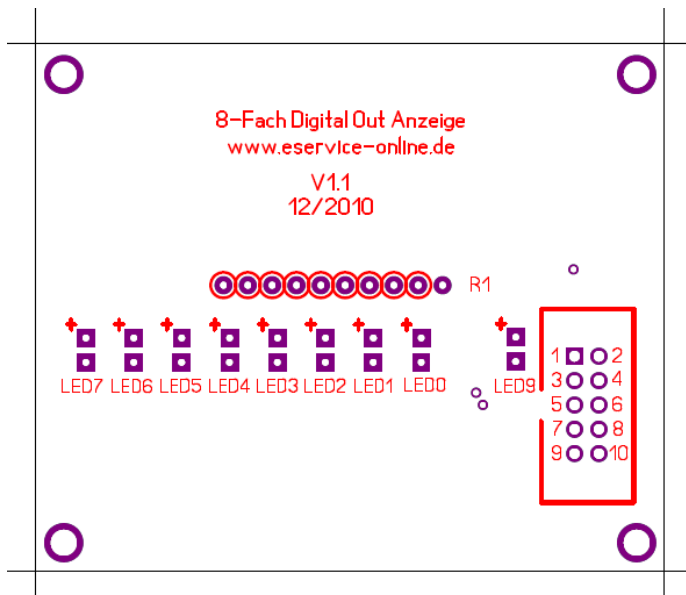 8-Fach Digital Out Anzeige
www.eservice-online.de
V1.1
12/2010
R1
LED7 LED6 LED5 LED4 LED3 LED2 LED1 LED0 LED9
1 2
3 4
5 6
7 8
9 10